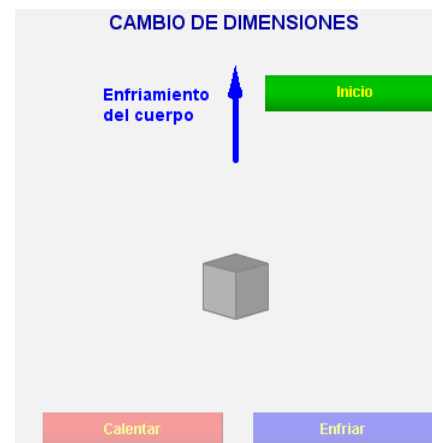 CAMBIO DE DIMENSIONES
Enfriamiento
del cuerpo
Inicio
Calentar
Enfriar